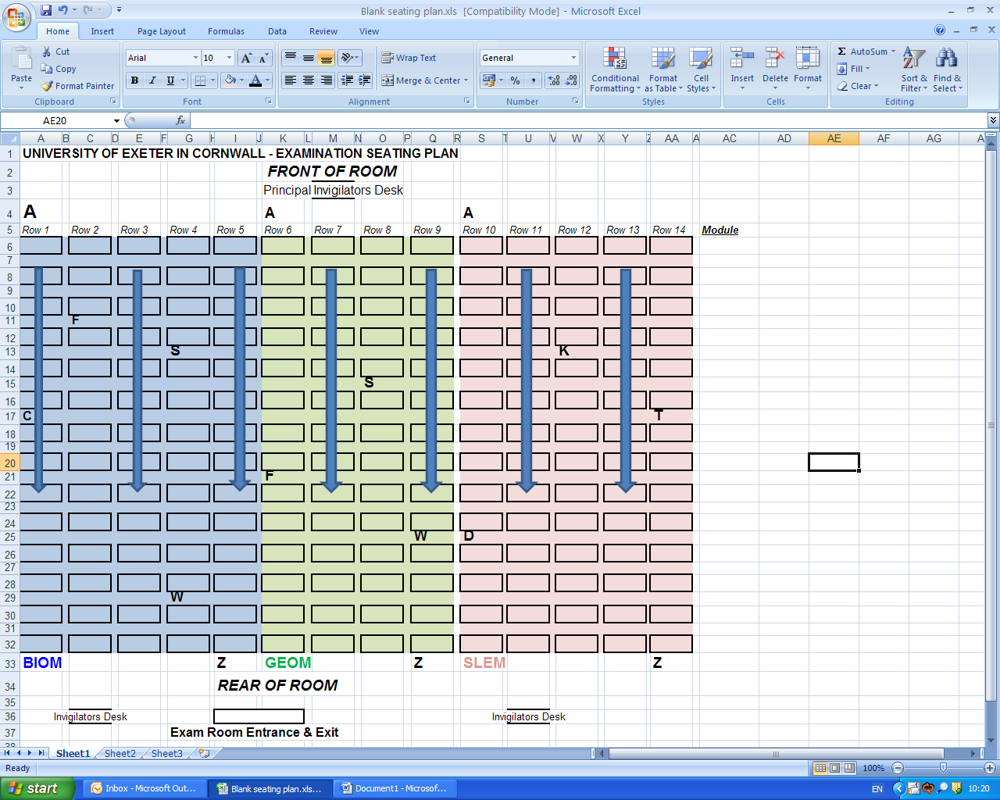 Blank seating plan.xls [Compatibility Mode] - Microsoft Excel
Home Insert Page Layout Formulas Data Review View
Paste Cut Copy Format Painter Clipboard
Arial 10 A A B I U A Font
Wrap Text Merge & Center Alignment
General % , Number
Conditional Formatting Format as Table Cell Styles Styles
Insert Delete Format Cells
Σ AutoSum Fill Clear Sort & Filter Find & Select Editing
AE20 fx
A B C D E F G H I R J K L M N O P Q R S T U V W X Y Z AA A AC AD AE AF AG A
1 UNIVERSITY OF EXETER IN CORNWALL - EXAMINATION SEATING PLAN
2 FRONT OF ROOM
3 Principal Invigilators Desk
4 A A A
5 Row 1 Row 2 Row 3 Row 4 Row 5 Row 6 Row 7 Row 8 Row 9 Row 10 Row 11 Row 12 Row 13 Row 14 Module
6
7
8
9
10
11 F
12
13 S K
14
15 S
16
17 C T
18
19
20
21 F
22
23
24
25 W D
26
27
28
29 W
30
31
32
33 BIOM Z GEOM Z SLEM Z
34 REAR OF ROOM
35
36 Invigilators Desk Invigilators Desk
37 Exam Room Entrance & Exit
38
Sheet1 Sheet2 Sheet3
Ready 100%
start Inbox - Microsoft Out... Blank seating plan.xls... Document1 - Microsof... EN 10:20